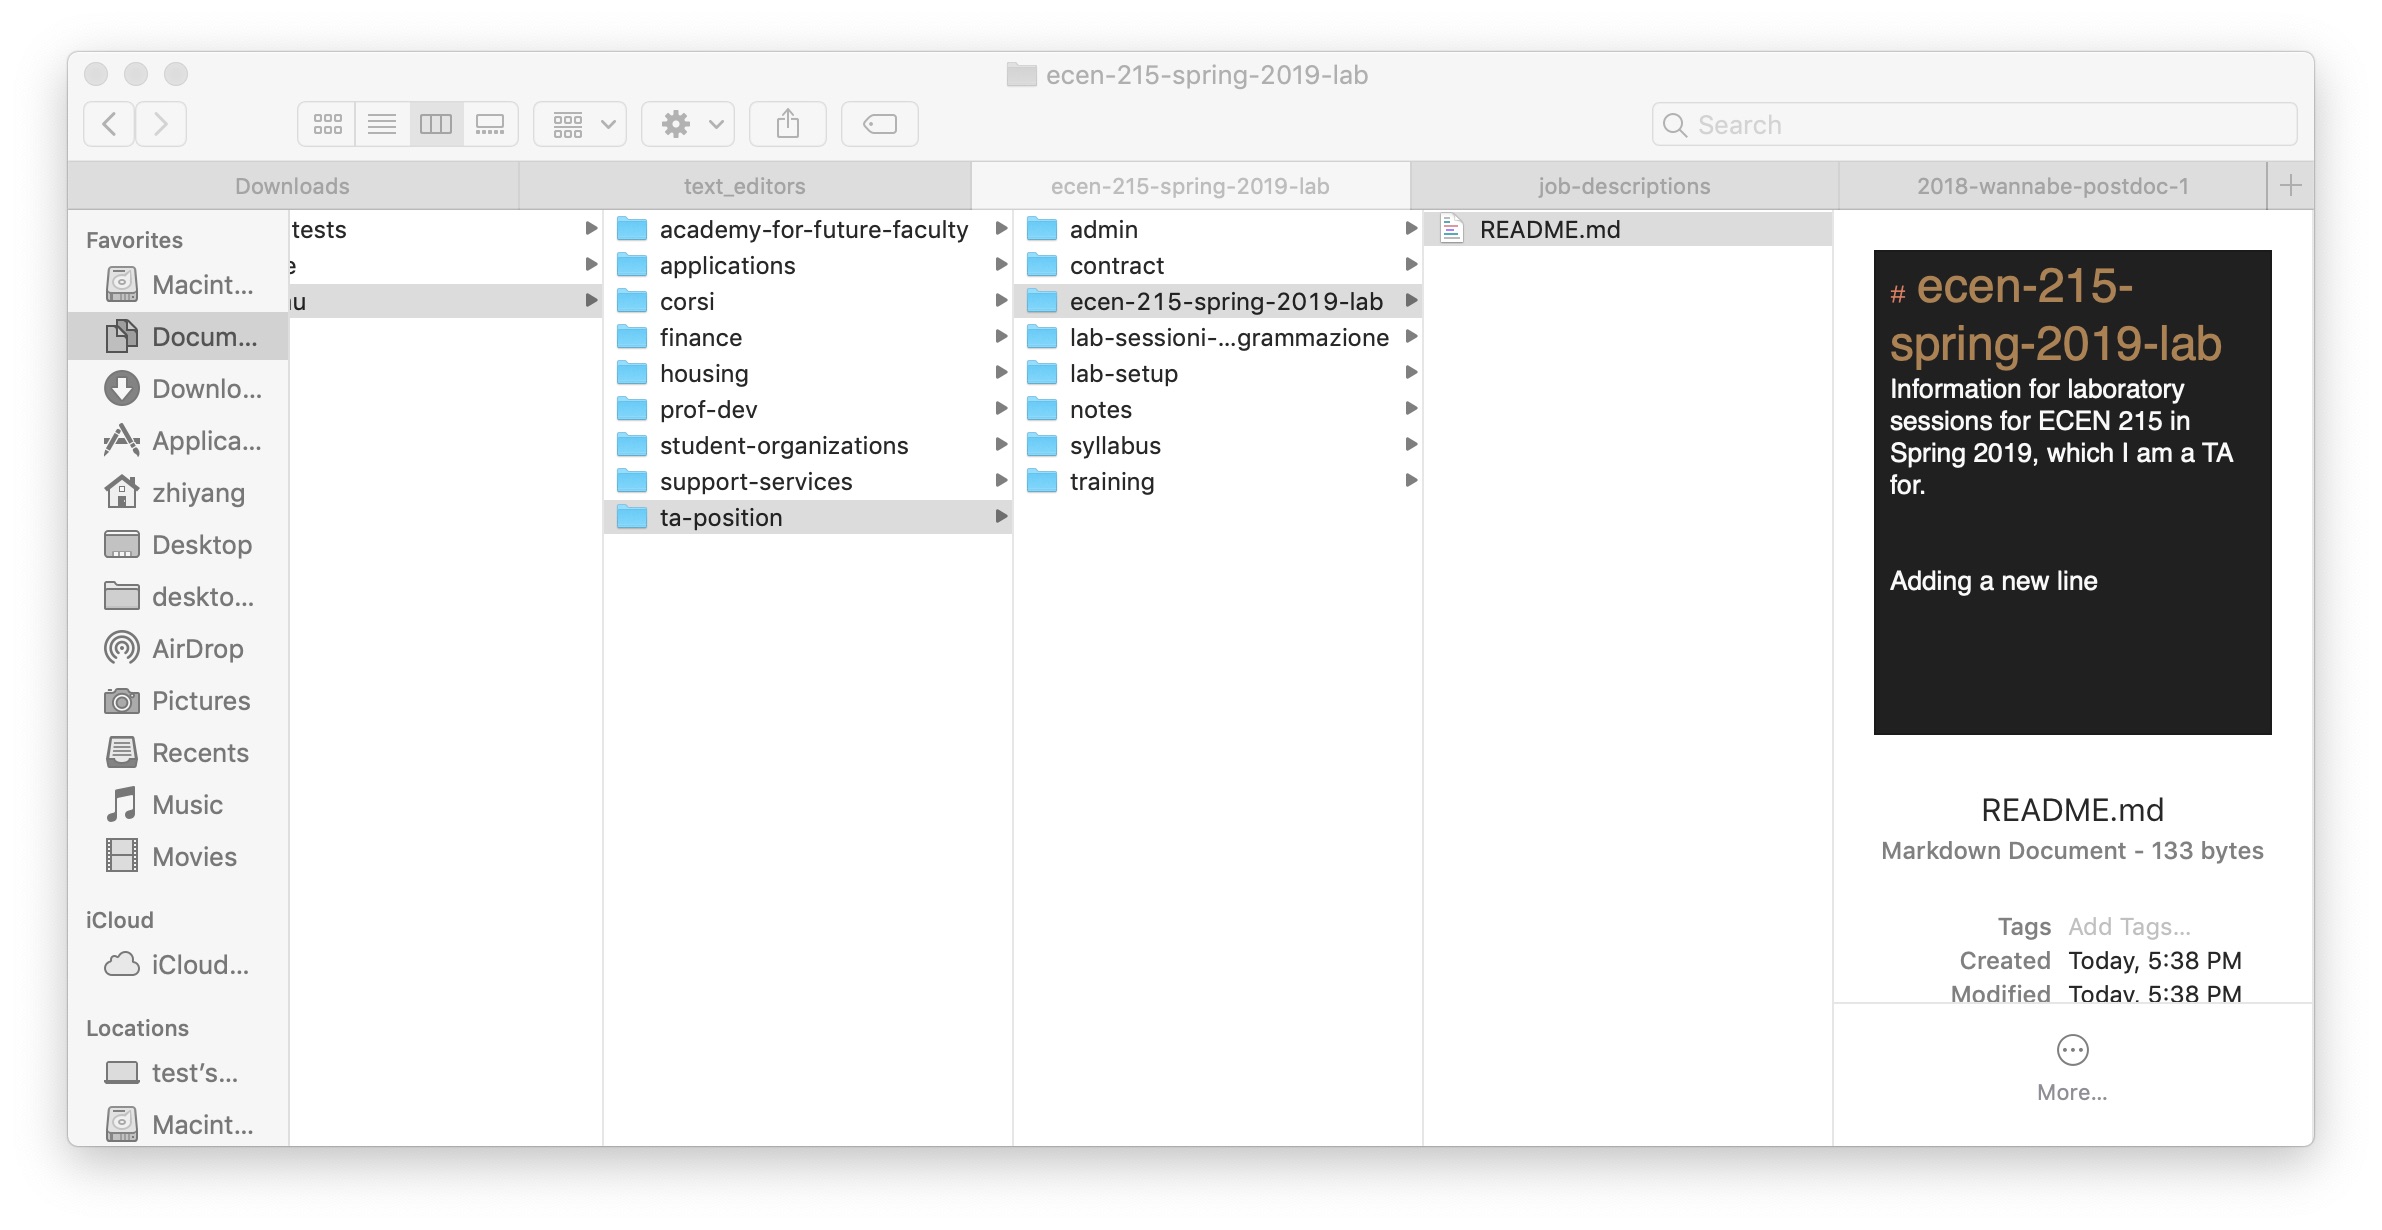 ecen-215-spring-2019-lab
Search
Downloads
text_editors
ecen-215-spring-2019-lab
job-descriptions
2018-wannabe-postdoc-1
Favorites
Macint...
Docum...
Downlo...
Applica...
zhiyang
Desktop
deskto...
AirDrop
Pictures
Recents
Music
Movies
iCloud
iCloud...
Locations
test’s...
Macint...
tests
academy-for-future-faculty
applications
corsi
finance
housing
prof-dev
student-organizations
support-services
ta-position
admin
contract
ecen-215-spring-2019-lab
lab-sessioni-...grammazione
lab-setup
notes
syllabus
training
README.md
# ecen-215-
spring-2019-lab
Information for laboratory
sessions for ECEN 215 in
Spring 2019, which I am a TA
for.
Adding a new line
README.md
Markdown Document - 133 bytes
Tags Add Tags...
Created Today, 5:38 PM
Modified Today, 5:38 PM
More...